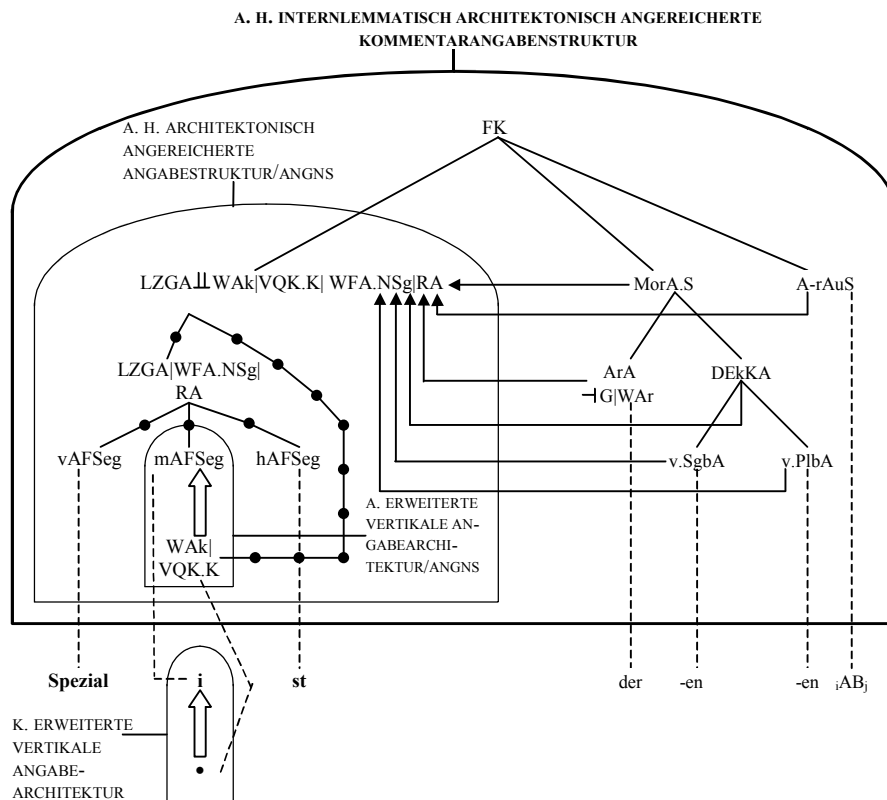 A. H. INTERNLEMMATISCH ARCHITEKTONISCH ANGEREICHERTE
KOMMENTARANGABENSTRUKTUR
A. H. ARCHITEKTONISCH
ANGEREICHERTE
ANGABESTRUKTUR/ANGNS
FK
LZGA⫫WAk|VQK.K| WFA.NSg|RA
MorA.S
A-rAuS
LZGA|WFA.NSg|
RA
ArA
⊣G|WAr
DEkKA
vAFSeg
mAFSeg
hAFSeg
v.SgbA
v.PlbA
WAk|
VQK.K
A. ERWEITERTE
VERTIKALE AN-
GABEARCHI-
TEKTUR/ANGNS
Spezial
i
st
der
-en
-en
iABj
K. ERWEITERTE
VERTIKALE
ANGABE-
ARCHITEKTUR